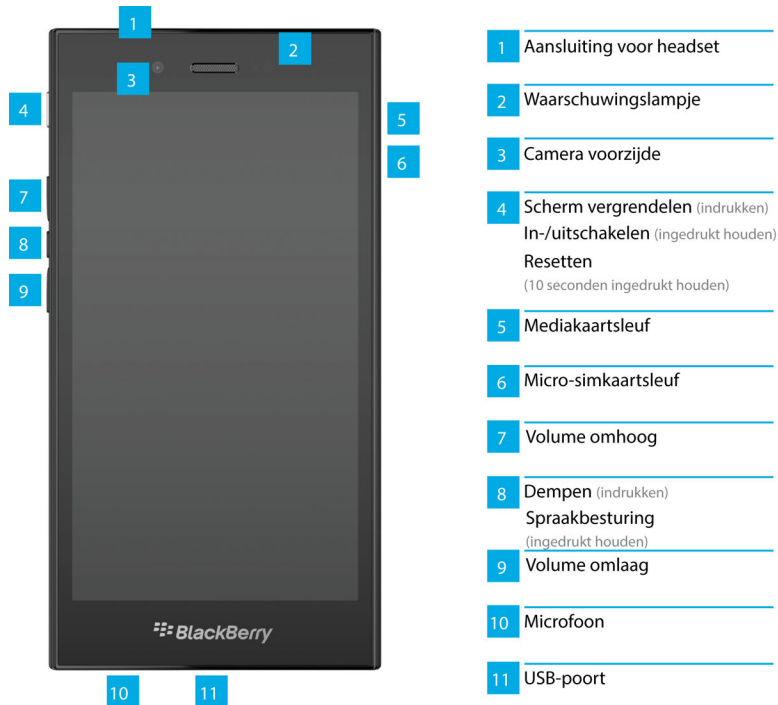 1
2
3
4
5
6
7
8
9
BlackBerry
10
11
1 Aansluiting voor headset
2 Waarschuwingslampje
3 Camera voorzijde
4 Scherm vergrendelen (indrukken)
In-/uitschakelen (ingedrukt houden)
Resetten
(10 seconden ingedrukt houden)
5 Mediakaartsleuf
6 Micro-simkaartsleuf
7 Volume omhoog
8 Dempen (indrukken)
Spraakbesturing
(ingedrukt houden)
9 Volume omlaag
10 Microfoon
11 USB-poort